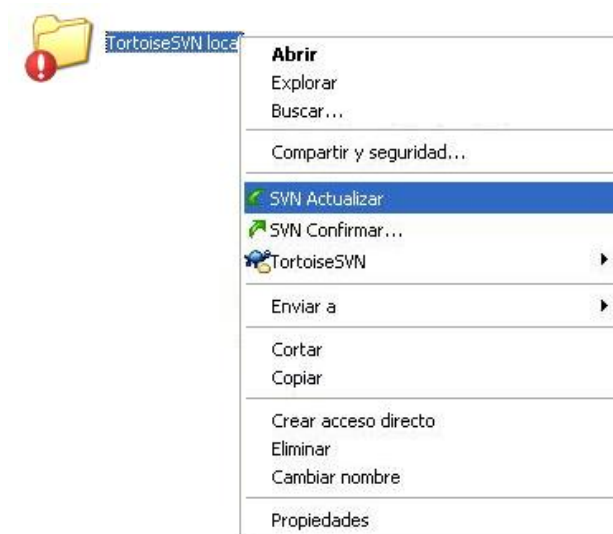 TortoiseSVN loca
Abrir
Explorar
Buscar...
Compartir y seguridad...
SVN Actualizar
SVN Confirmar...
TortoiseSVN
Enviar a
Cortar
Copiar
Crear acceso directo
Eliminar
Cambiar nombre
Propiedades